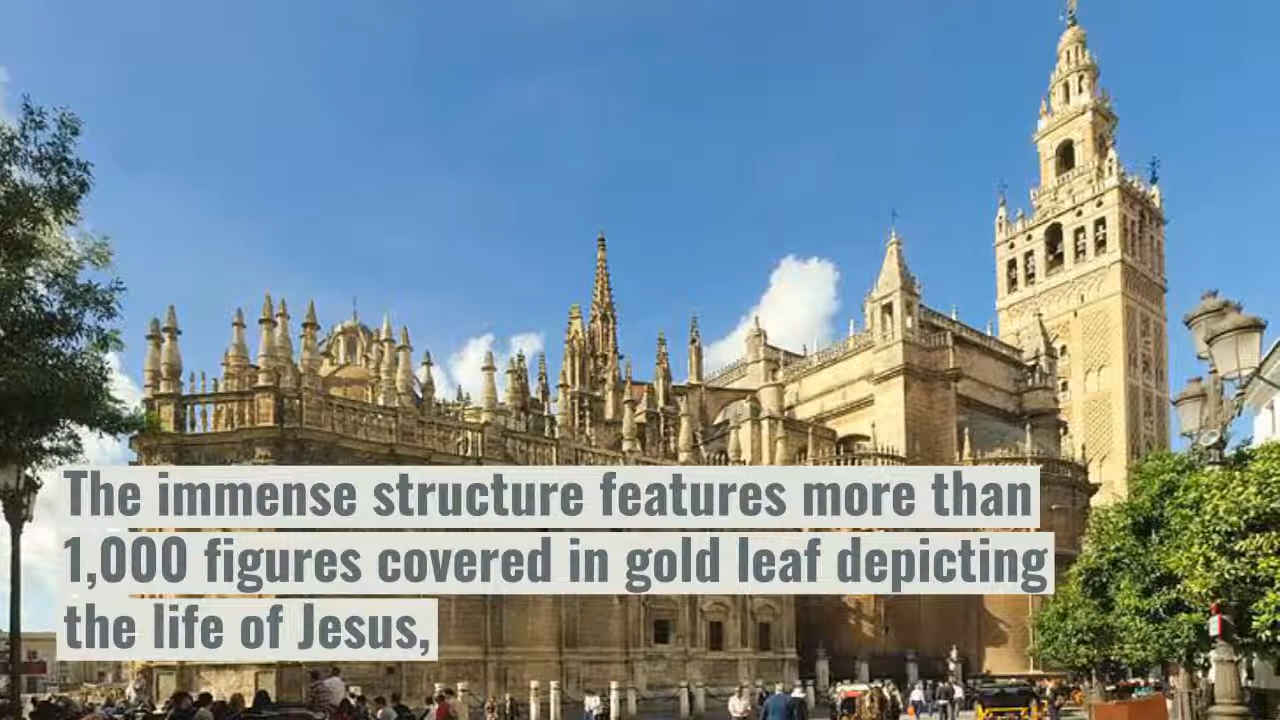 The immense structure features more than
1,000 figures covered in gold leaf depicting
the life of Jesus,